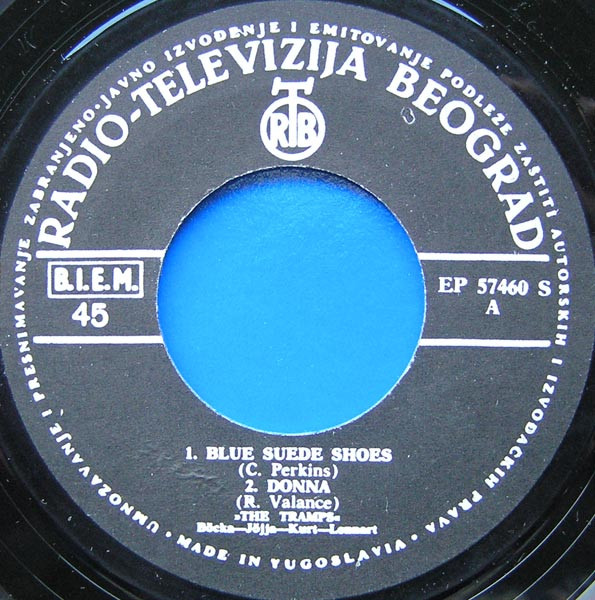 UMNOŽAVANJE I PRESNIMAVANJE ZABRANJENO · JAVNO IZVOĐENJE I EMITOVANJE PODLEŽE ZAŠTITI AUTORSKIH I IZVOĐAČKIH PRAVA ·
RADIO-TELEVIZIJA BEOGRAD
RTB
B.I.E.M.
45
EP 57460 S
A
1. BLUE SUEDE SHOES
(C. Perkins)
2. DONNA
(R. Valance)
»THE TRAMPS«
Böcka—Jöjja—Kurt—Lennart
MADE IN YUGOSLAVIA ·